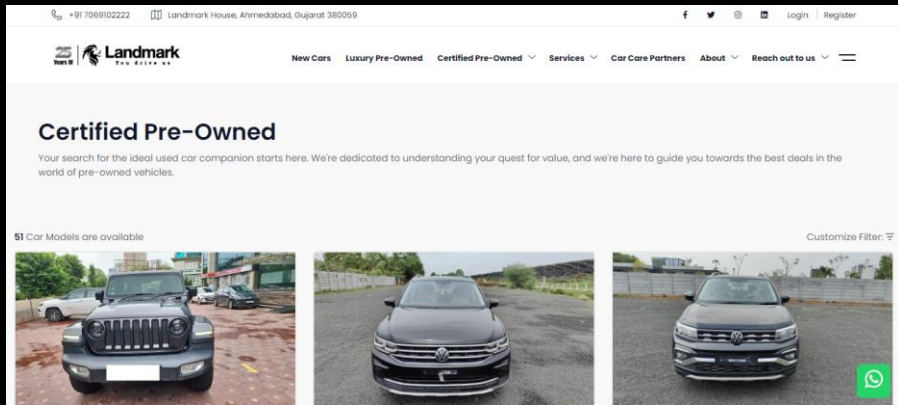 +91 7069102222 Landmark House, Ahmedabad, Gujarat 380059 Login Register
25 Years Of Landmark
You drive us
New Cars Luxury Pre-Owned Certified Pre-Owned Services Car Care Partners About Reach out to us
Certified Pre-Owned
Your search for the ideal used car companion starts here. We're dedicated to understanding your quest for value, and we're here to guide you towards the best deals in the
world of pre-owned vehicles.
51 Car Models are available Customize Filter: